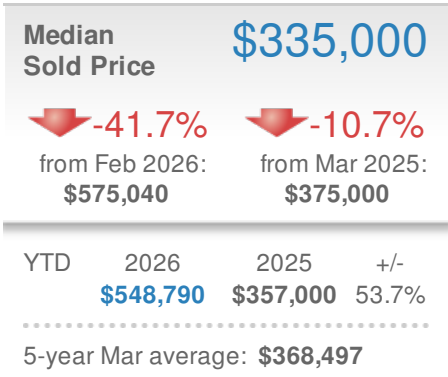 Median
Sold Price
$335,000
-41.7%
-10.7%
from Feb 2026:
from Mar 2025:
$575,040
$375,000
YTD 2026 2025 +/-
$548,790 $357,000 53.7%
5-year Mar average: $368,497